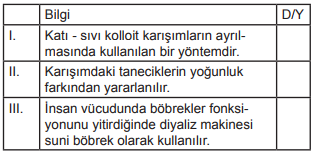 Bilgi D/Y
I. Katı - sıvı kolloit karışımların ayrıl-
masında kullanılan bir yöntemdir.
II. Karışımdaki taneciklerin yoğunluk
farkından yararlanılır.
III. İnsan vücudunda böbrekler fonksi-
yonunu yitirdiğinde diyaliz makinesi
suni böbrek olarak kullanılır.